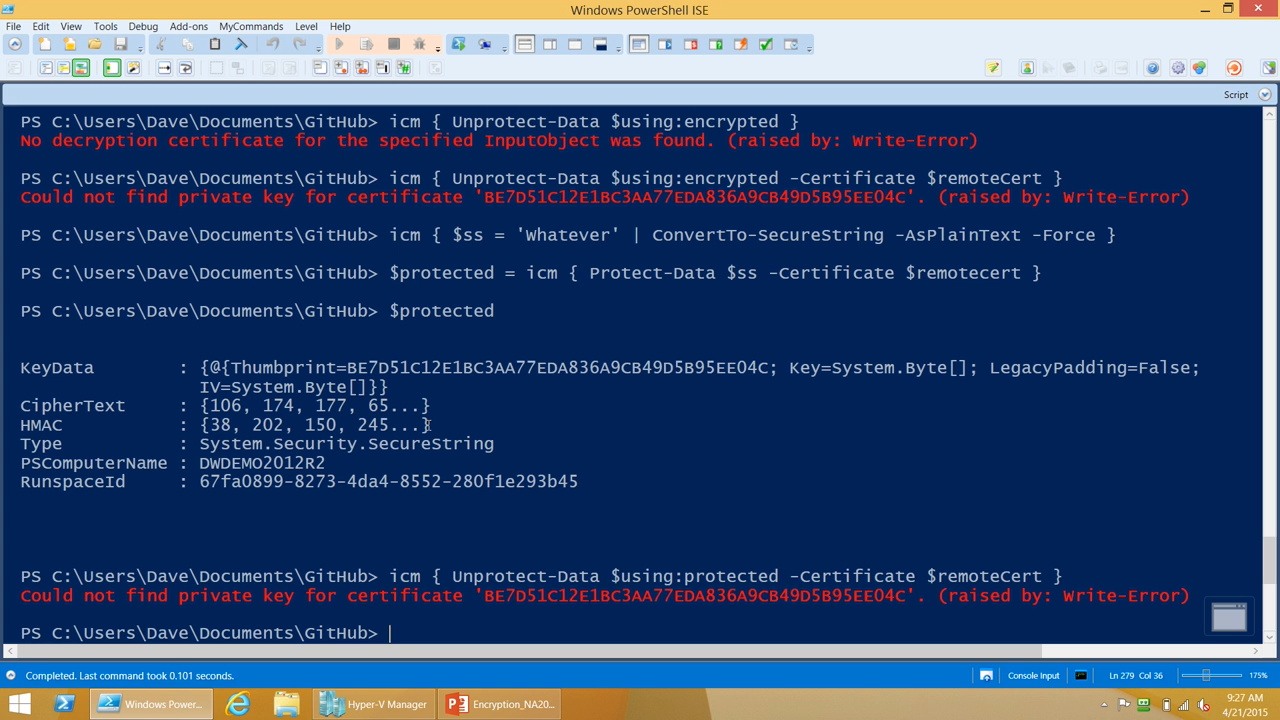 Windows PowerShell ISE
File Edit View Tools Debug Add-ons MyCommands Level Help
Script
PS C:\Users\Dave\Documents\GitHub> icm { Unprotect-Data $using:encrypted }
No decryption certificate for the specified InputObject was found. (raised by: Write-Error)
PS C:\Users\Dave\Documents\GitHub> icm { Unprotect-Data $using:encrypted -Certificate $remoteCert }
Could not find private key for certificate 'BE7D51C12E1BC3AA77EDA836A9CB49D5B95EE04C'. (raised by: Write-Error)
PS C:\Users\Dave\Documents\GitHub> icm { $ss = 'Whatever' | ConvertTo-SecureString -AsPlainText -Force }
PS C:\Users\Dave\Documents\GitHub> $protected = icm { Protect-Data $ss -Certificate $remotecert }
PS C:\Users\Dave\Documents\GitHub> $protected
KeyData : {@{Thumbprint=BE7D51C12E1BC3AA77EDA836A9CB49D5B95EE04C; Key=System.Byte[]; LegacyPadding=False;
IV=System.Byte[]}}
CipherText : {106, 174, 177, 65...}
HMAC : {38, 202, 150, 245...}
Type : System.Security.SecureString
PSComputerName : DWDEMO2012R2
RunspaceId : 67fa0899-8273-4da4-8552-280f1e293b45
PS C:\Users\Dave\Documents\GitHub> icm { Unprotect-Data $using:protected -Certificate $remoteCert }
Could not find private key for certificate 'BE7D51C12E1BC3AA77EDA836A9CB49D5B95EE04C'. (raised by: Write-Error)
PS C:\Users\Dave\Documents\GitHub>
Completed. Last command took 0.101 seconds. Console Input Ln 279 Col 36 175%
Windows Power... Hyper-V Manager Encryption_NA20... 9:27 AM
4/21/2015